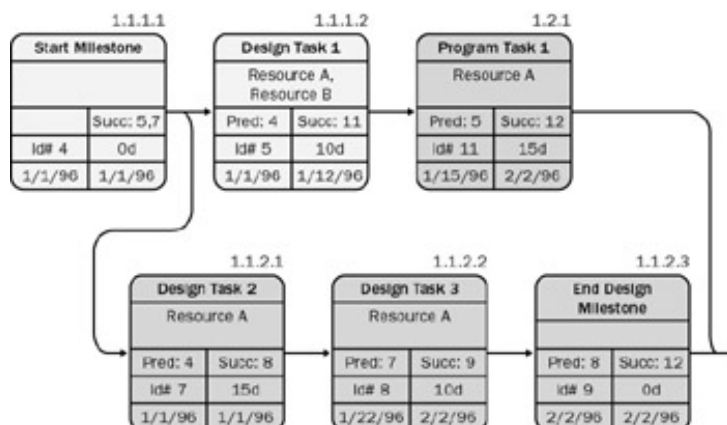 1.1.1.1
Start Milestone
Succ: 5,7
Id# 4 0d
1/1/96 1/1/96
1.1.1.2
Design Task 1
Resource A,
Resource B
Pred: 4 Succ: 11
Id# 5 10d
1/1/96 1/12/96
1.2.1
Program Task 1
Resource A
Pred: 5 Succ: 12
Id# 11 15d
1/15/96 2/2/96
1.1.2.1
Design Task 2
Resource A
Pred: 4 Succ: 8
Id# 7 15d
1/1/96 1/1/96
1.1.2.2
Design Task 3
Resource A
Pred: 7 Succ: 9
Id# 8 10d
1/22/96 2/2/96
1.1.2.3
End Design
Milestone
Pred: 8 Succ: 12
Id# 9 0d
2/2/96 2/2/96